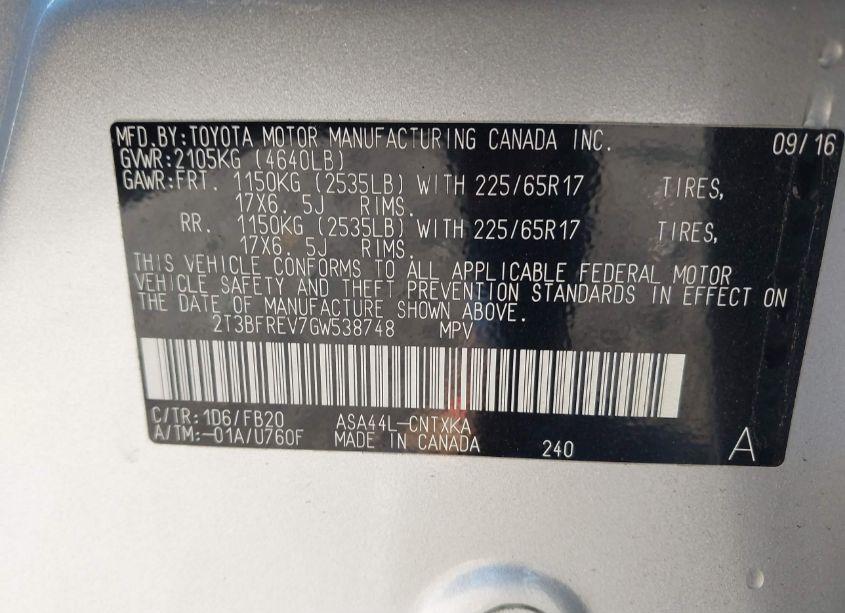 MFD.BY:TOYOTA MOTOR MANUFACTURING CANADA INC. 09/16
GVWR:2105KG (4640LB)
GAWR:FRT. 1150KG (2535LB) WITH 225/65R17 TIRES,
17X6. 5J RIMS.
RR. 1150KG (2535LB) WITH 225/65R17 TIRES,
17X6. 5J RIMS.
THIS VEHICLE CONFORMS TO ALL APPLICABLE FEDERAL MOTOR
VEHICLE SAFETY AND THEFT PREVENTION STANDARDS IN EFFECT ON
THE DATE OF MANUFACTURE SHOWN ABOVE.
2T3BFREV7GW538748 MPV
C/TR:1D6/FB20 ASA44L-CNTXKA
A/TM:-01A/U760F MADE IN CANADA 240 A